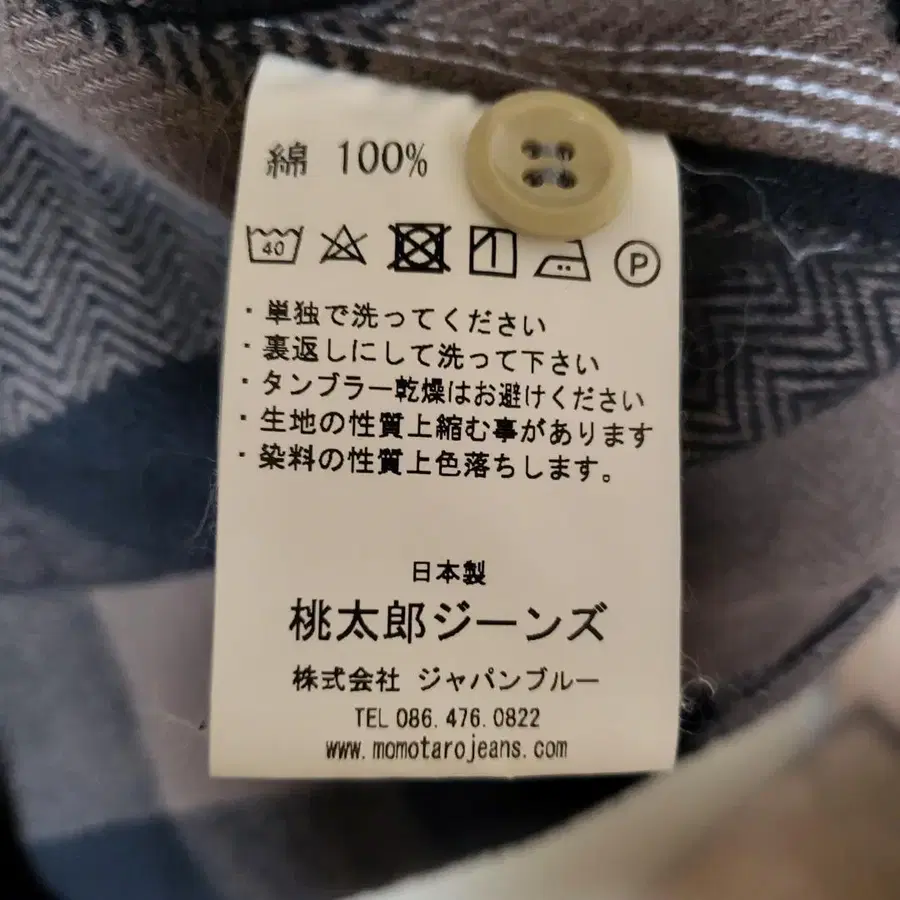 綿 100%
40 P
・単独で洗ってください
・裏返しにして洗って下さい
・タンブラー乾燥はお避けください
・生地の性質上縮む事があります
・染料の性質上色落ちします。
日本製
桃太郎ジーンズ
株式会社 ジャパンブルー
TEL 086.476.0822
www.momotarojeans.com